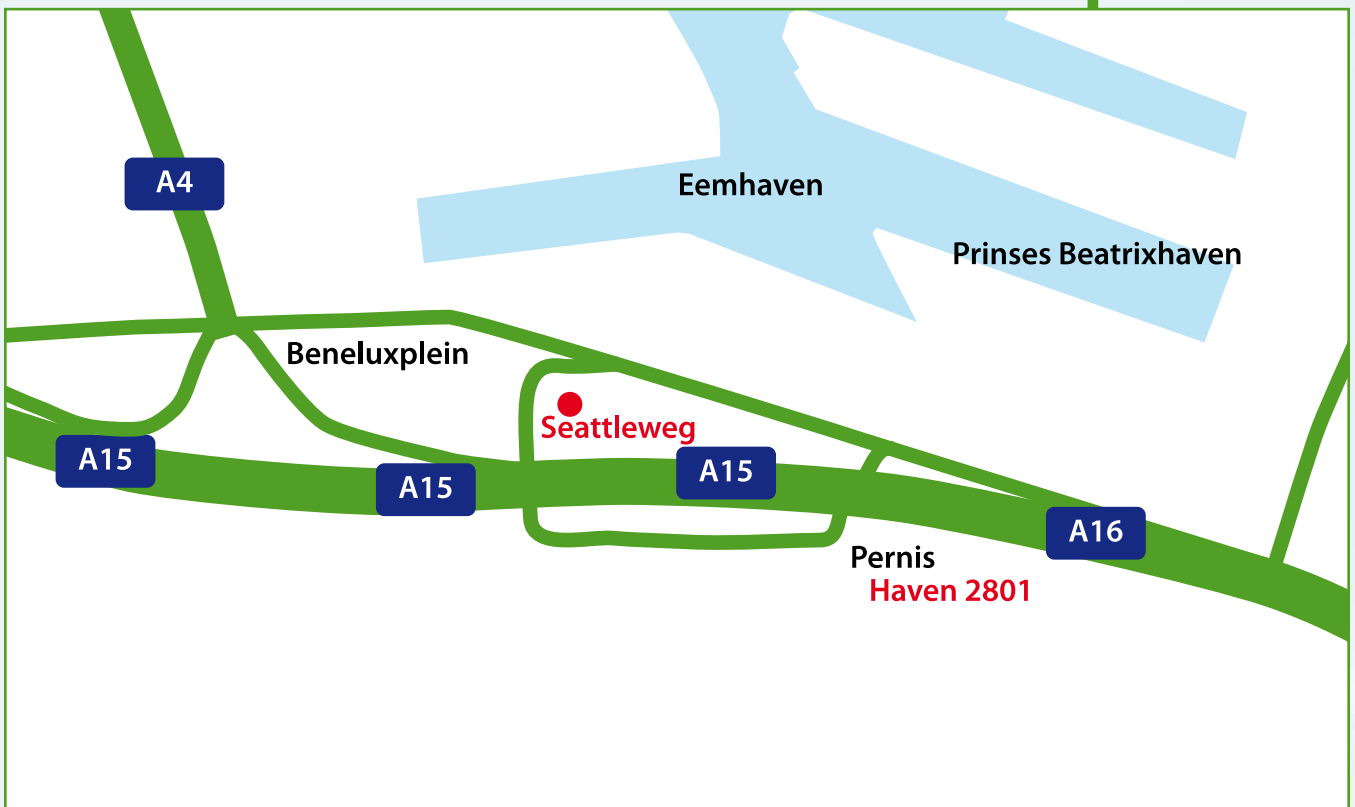 A4
Eemhaven
Prinses Beatrixhaven
Beneluxplein
Seattleweg
A15
A15
A15
A16
Pernis
Haven 2801